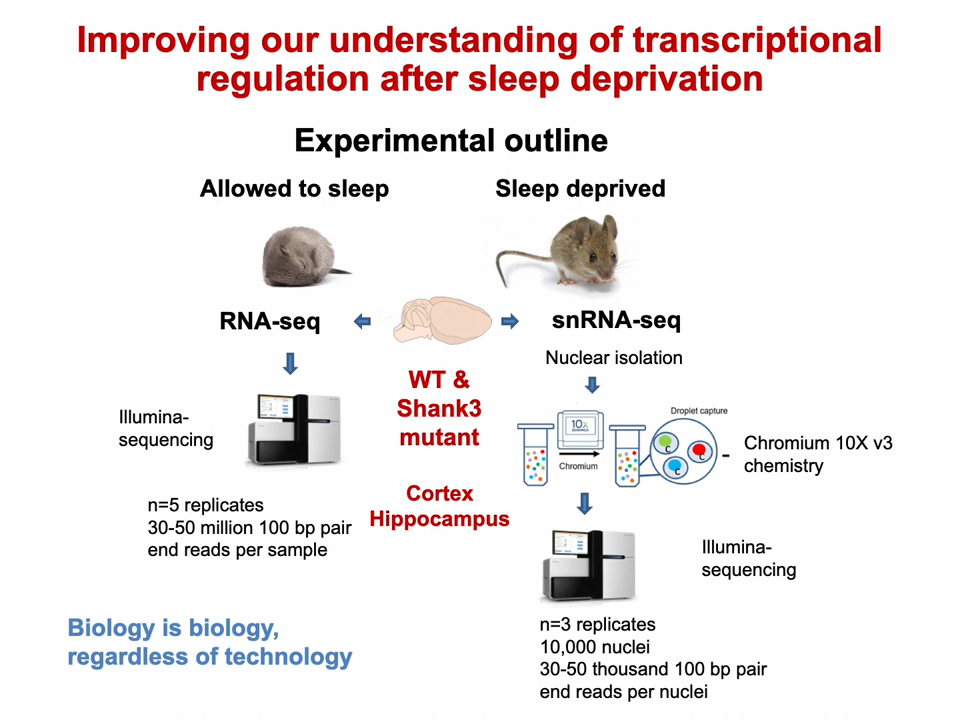 Improving our understanding of transcriptional
regulation after sleep deprivation
Experimental outline
Allowed to sleep
Sleep deprived
RNA-seq
snRNA-seq
Nuclear isolation
WT &
Shank3
mutant
Illumina-
sequencing
10X
GENOMICS
Chromium
Droplet capture
C
C
C
- Chromium 10X v3
chemistry
Cortex
Hippocampus
n=5 replicates
30-50 million 100 bp pair
end reads per sample
Illumina-
sequencing
Biology is biology,
regardless of technology
n=3 replicates
10,000 nuclei
30-50 thousand 100 bp pair
end reads per nuclei